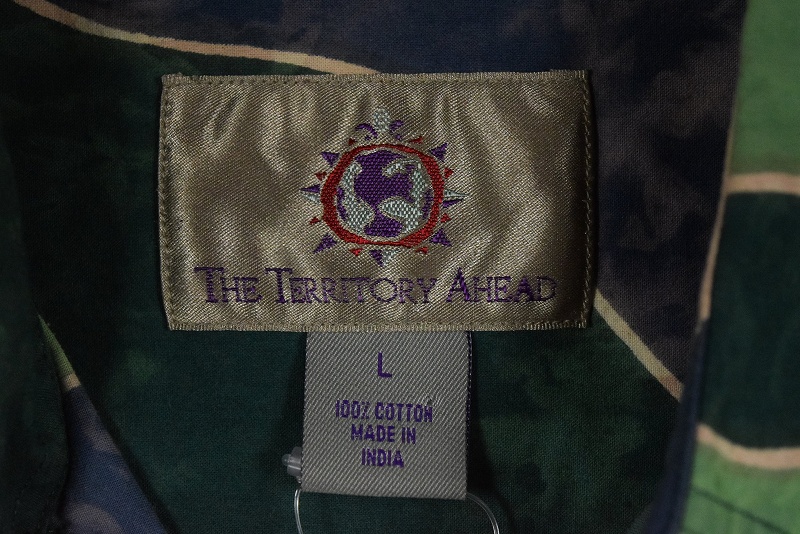 THE TERRITORY AHEAD
L
100% COTTON
MADE IN
INDIA